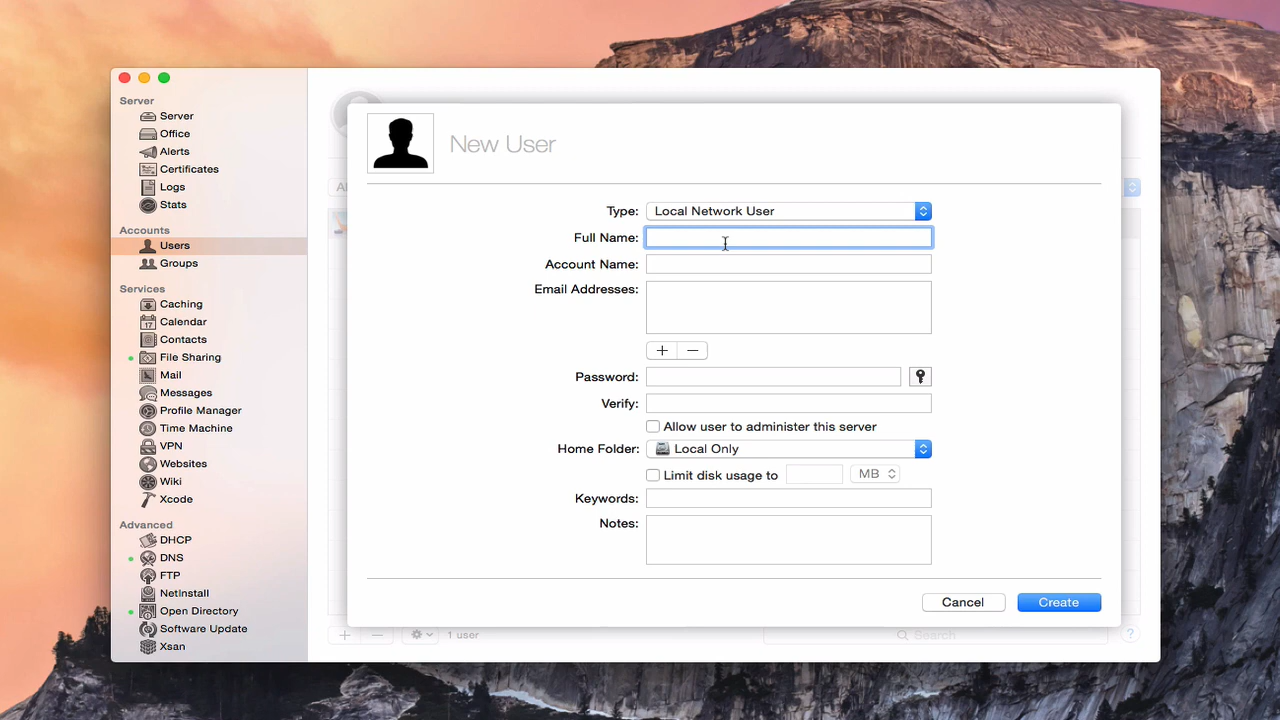 Server
Server
Office
Alerts
Certificates
Logs
Stats
Accounts
Users
Groups
Services
Caching
17 Calendar
Contacts
File Sharing
Mail
Messages
Profile Manager
Time Machine
VPN
Websites
Wiki
Xcode
Advanced
DHCP
DNS
FTP
NetInstall
Open Directory
Software Update
Xsan
New User
Type: Local Network User
Full Name:
Account Name:
Email Addresses:
+ −
Password:
Verify:
Allow user to administer this server
Home Folder: Local Only
Limit disk usage to MB
Keywords:
Notes:
Cancel Create
+ − 1 user Search ?